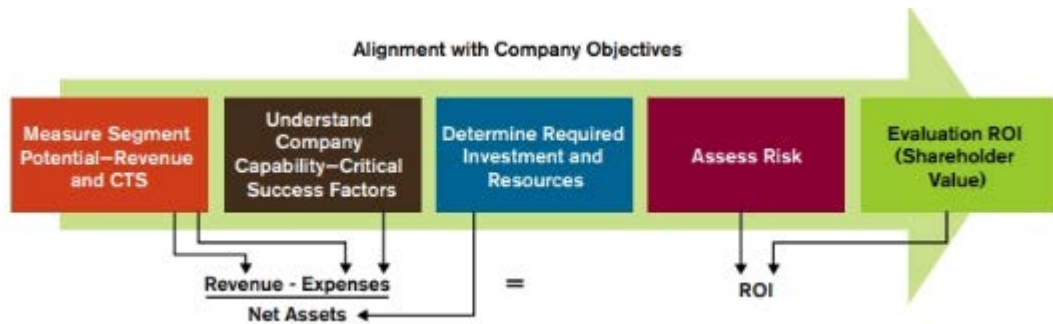 Alignment with Company Objectives
Measure Segment
Potential–Revenue
and CTS
Understand
Company
Capability–Critical
Success Factors
Determine Required
Investment and
Resources
Assess Risk
Evaluation ROI
(Shareholder
Value)
Revenue - Expenses
Net Assets
=
ROI